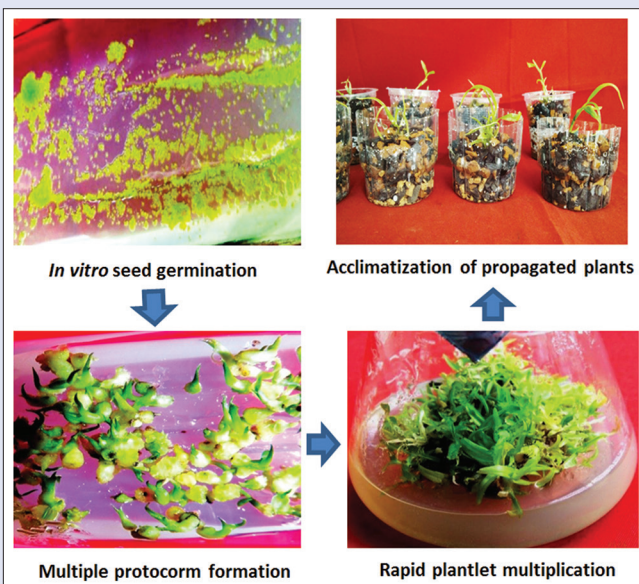 In vitro seed germination
Acclimatization of propagated plants
Multiple protocorm formation
Rapid plantlet multiplication